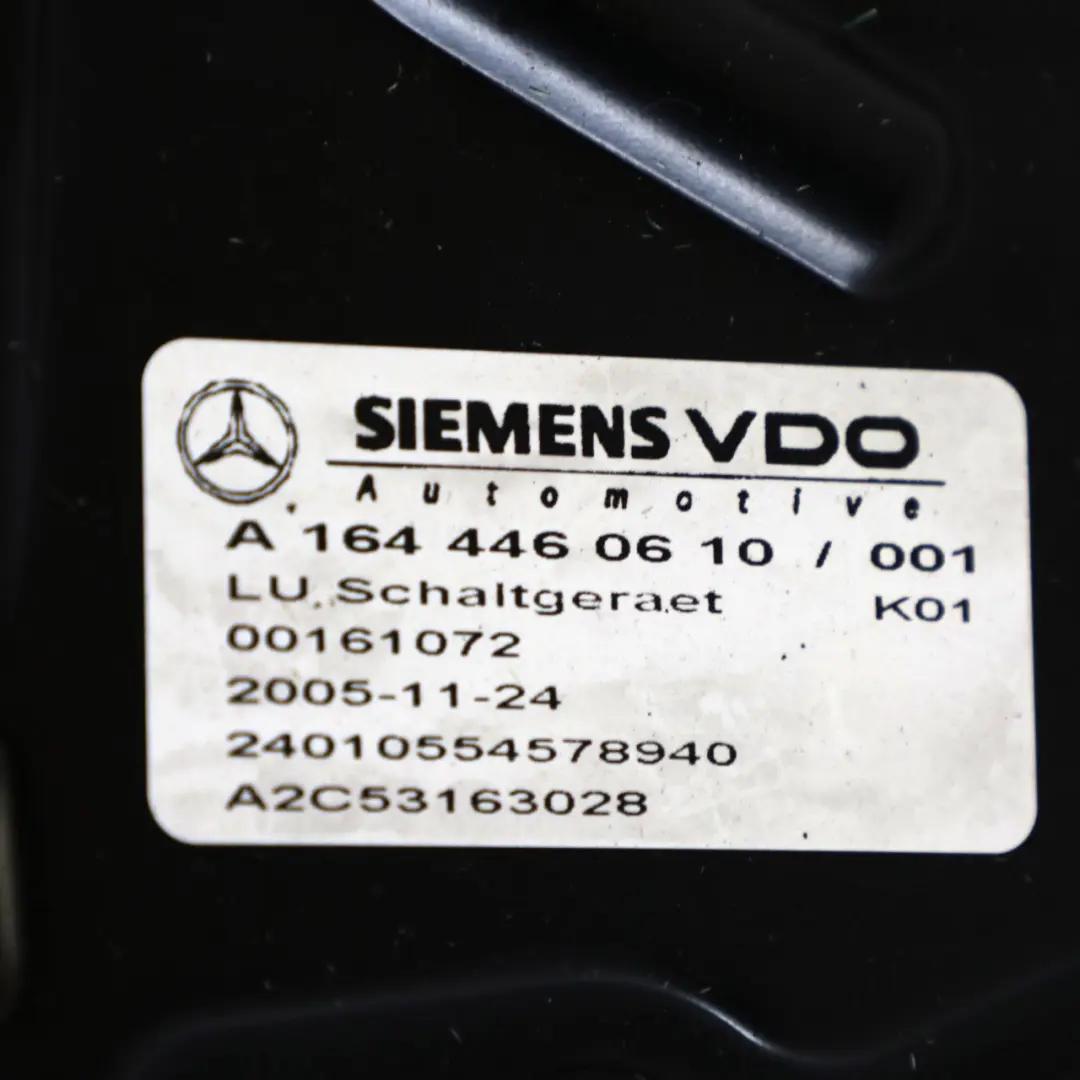 SIEMENS VDO
Automotive
A 164 446 06 10 / 001
LU. Schaltgeraet K01
00161072
2005-11-24
24010554578940
A2C53163028